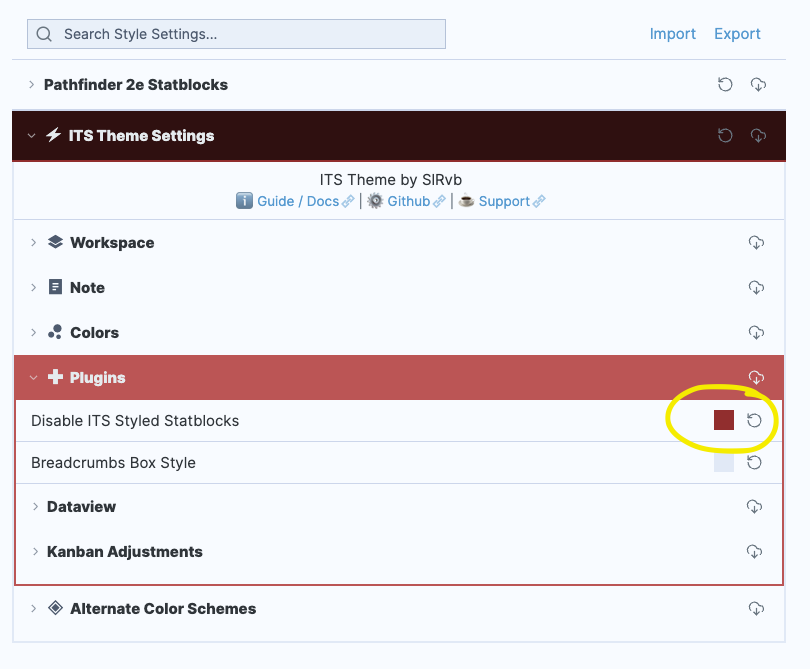 Search Style Settings...
Import Export
Pathfinder 2e Statblocks
ITS Theme Settings
ITS Theme by SlRvb
Guide / Docs | Github | Support
Workspace
Note
Colors
Plugins
Disable ITS Styled Statblocks
Breadcrumbs Box Style
Dataview
Kanban Adjustments
Alternate Color Schemes